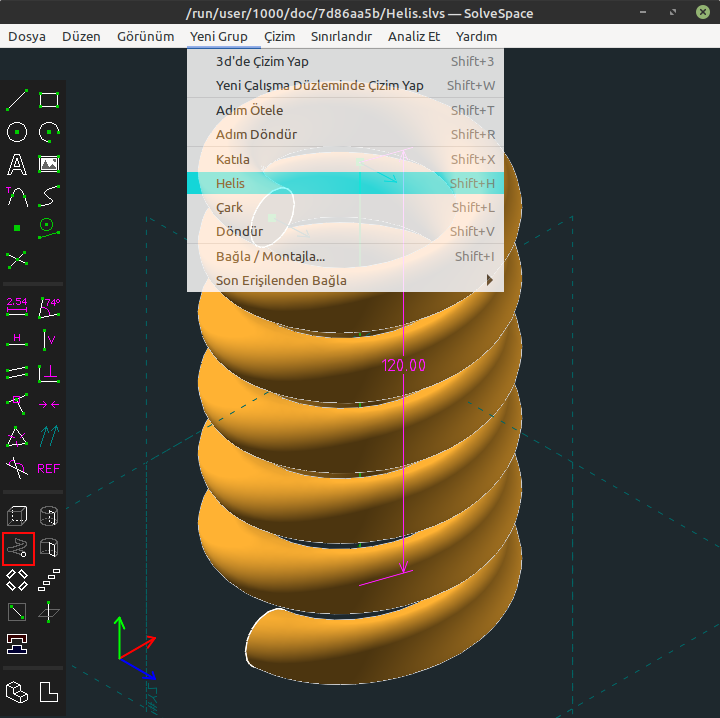 /run/user/1000/doc/7d86aa5b/Helis.slvs — SolveSpace
Dosya Düzen Görünüm Yeni Grup Çizim Sınırlandır Analiz Et Yardım
3d'de Çizim Yap Shift+3
Yeni Çalışma Düzleminde Çizim Yap Shift+W
Adım Ötele Shift+T
Adım Döndür Shift+R
Katıla Shift+X
Helis Shift+H
Çark Shift+L
Döndür Shift+V
Bağla / Montajla... Shift+I
Son Erişilenden Bağla
A
T
2.54 74°
H V
120.00
REF